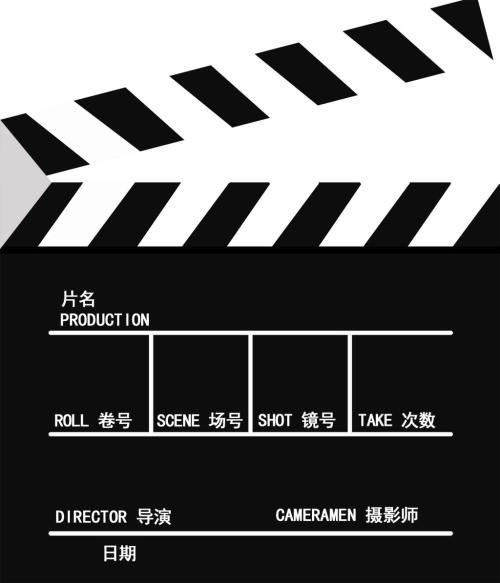 片名
PRODUCTION
ROLL 卷号 SCENE 场号 SHOT 镜号 TAKE 次数
DIRECTOR 导演 CAMERAMEN 摄影师
日期